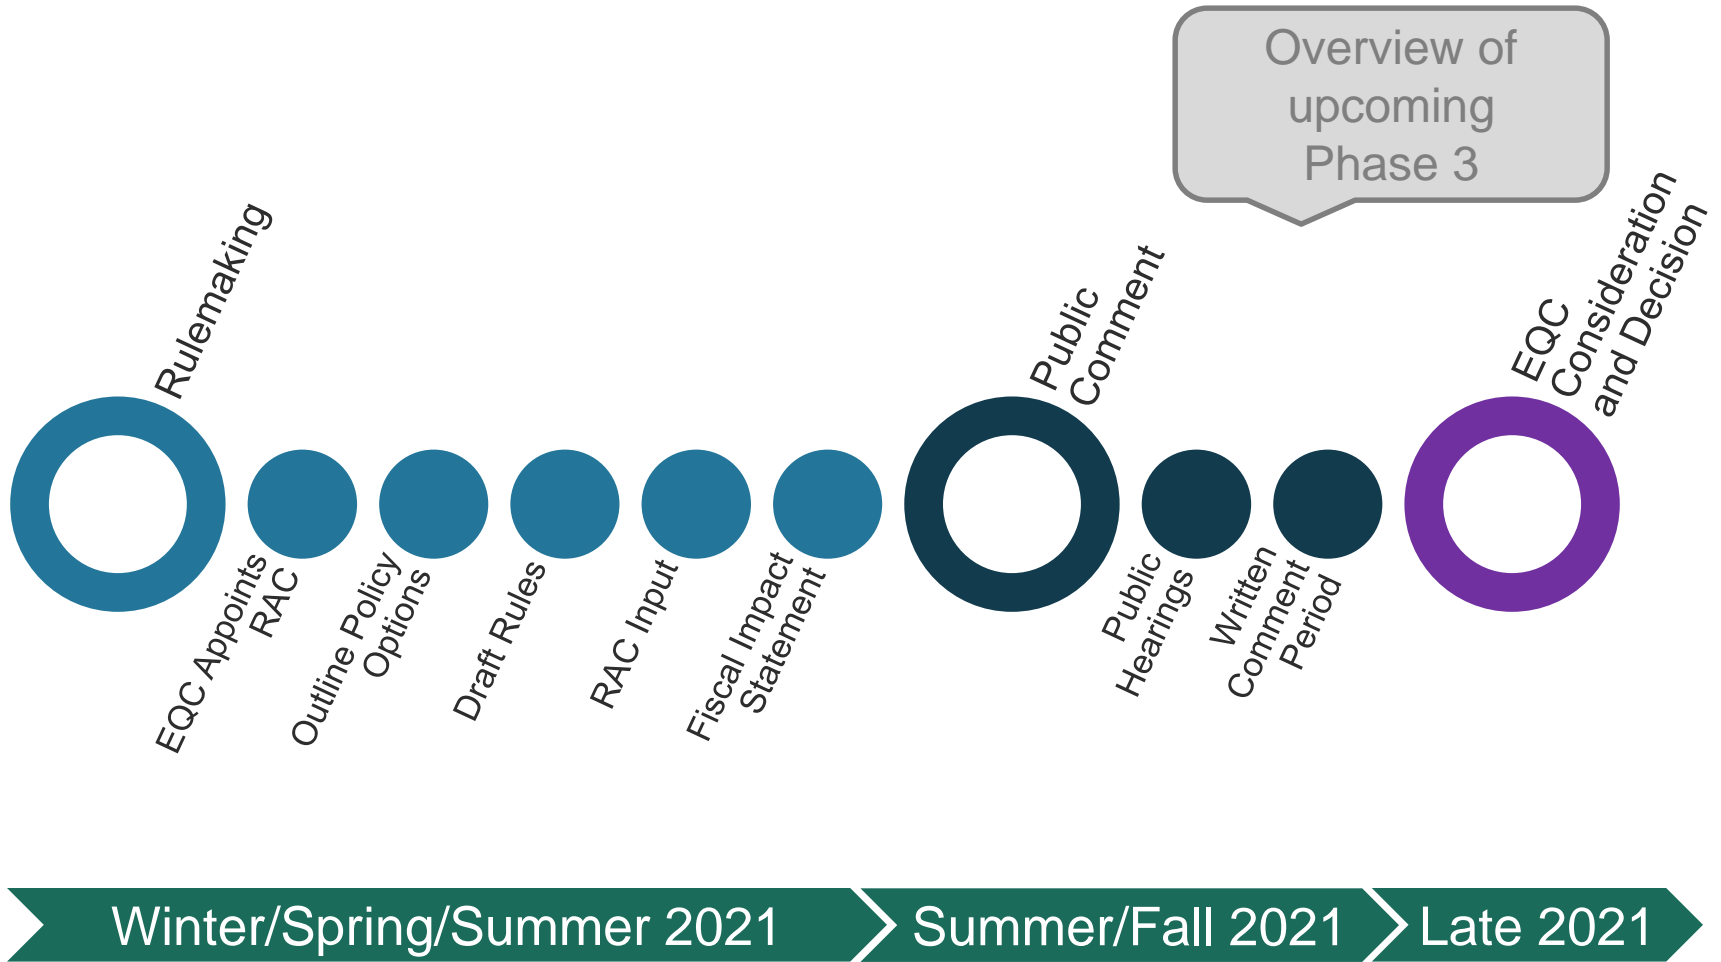 Overview of
upcoming
Phase 3
Rulemaking
Public
Comment
EQC
Consideration
and Decision
EQC Appoints
RAC
Outline Policy
Options
Draft Rules
RAC Input
Fiscal Impact
Statement
Public
Hearings
Written
Comment
Period
Winter/Spring/Summer 2021
Summer/Fall 2021
Late 2021